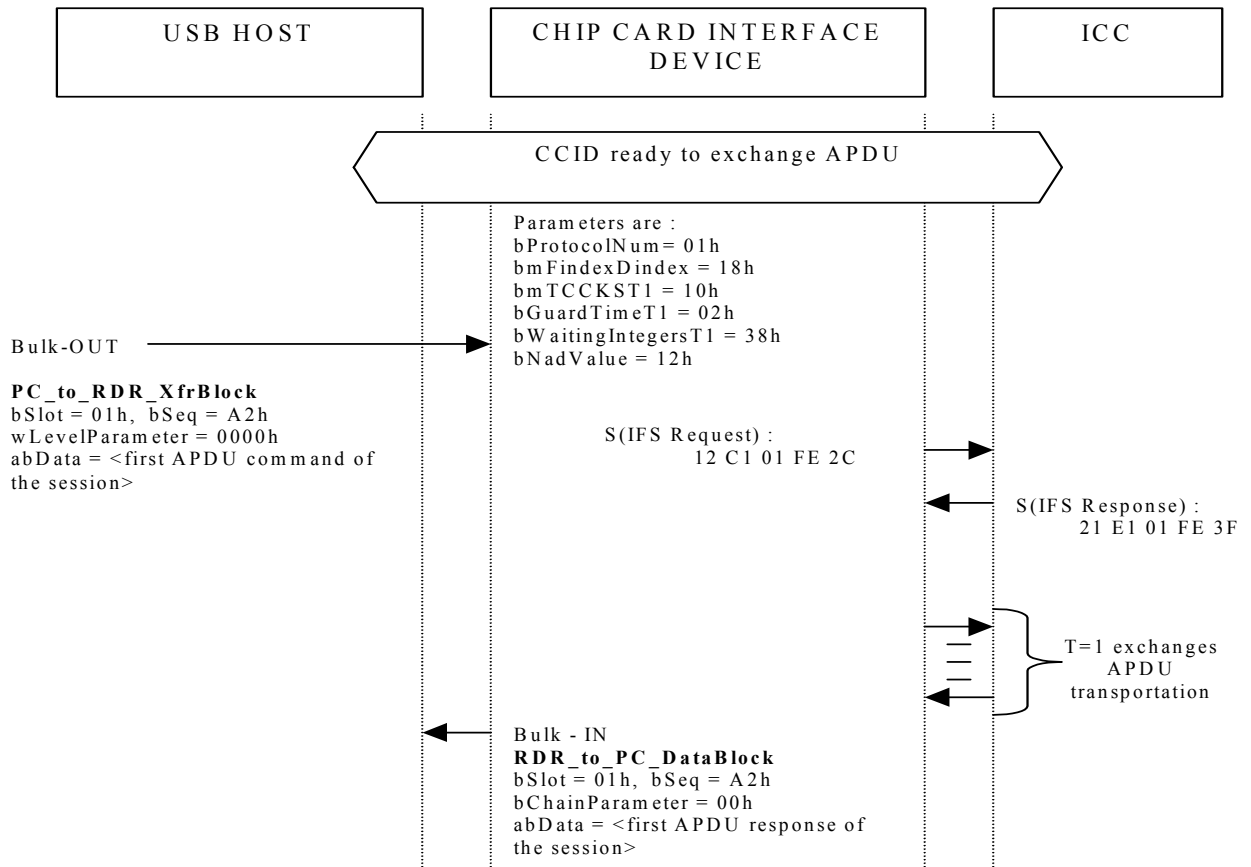 USB HOST
CHIP CARD INTERFACE
DEVICE
ICC
CCID ready to exchange APDU
Parameters are :
bProtocolNum= 01h
bmFindexDindex = 18h
bmTCCKST1 = 10h
bGuardTimeT1 = 02h
bWaitingIntegersT1 = 38h
bNadValue = 12h
Bulk-OUT
PC_to_RDR_XfrBlock
bSlot = 01h, bSeq = A2h
wLevelParameter = 0000h
abData = <first APDU command of
the session>
S(IFS Request) :
12 C1 01 FE 2C
S(IFS Response) :
21 E1 01 FE 3F
T=1 exchanges
APDU
transportation
Bulk - IN
RDR_to_PC_DataBlock
bSlot = 01h, bSeq = A2h
bChainParameter = 00h
abData = <first APDU response of
the session>